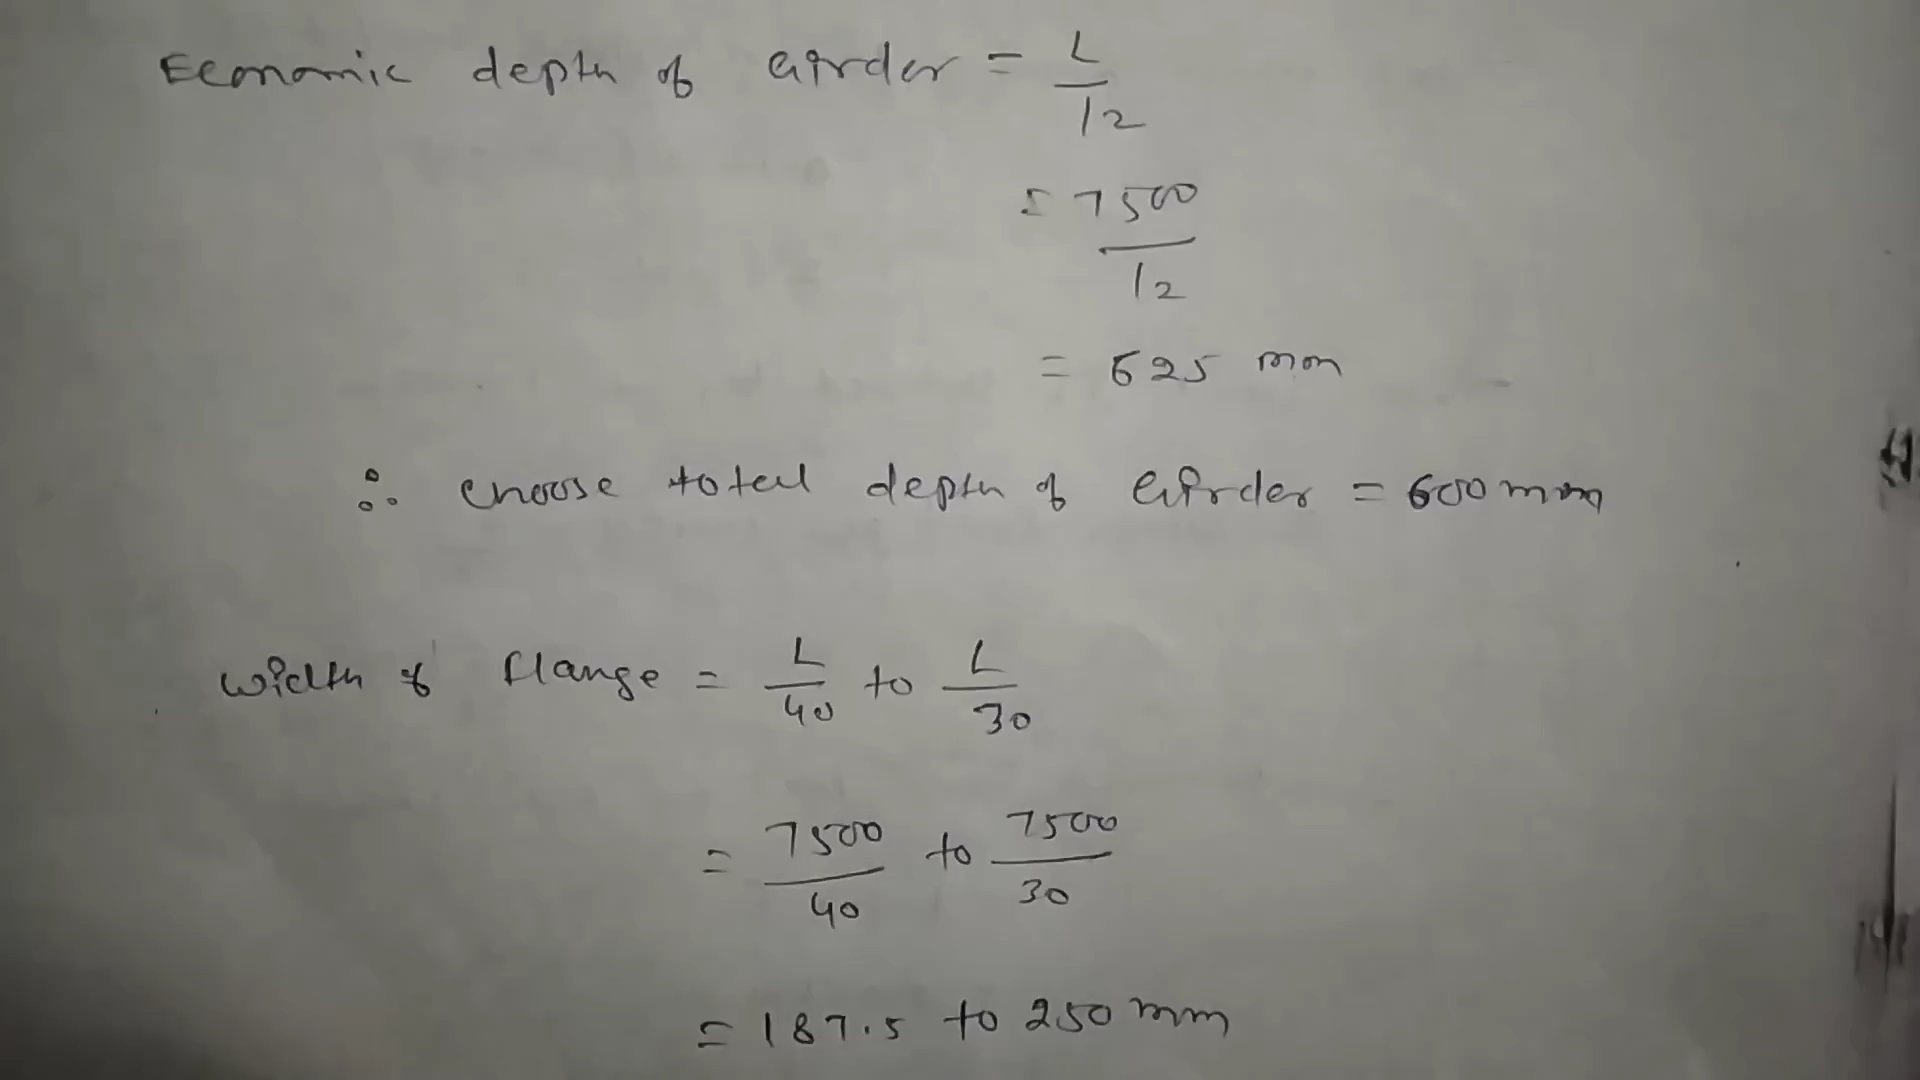 Economic depth of Girder = L/12
= 7500/12
= 625 mm
∴ choose total depth of Girder = 600 mm
Width of flange = L/40 to L/30
= 7500/40 to 7500/30
= 187.5 to 250 mm